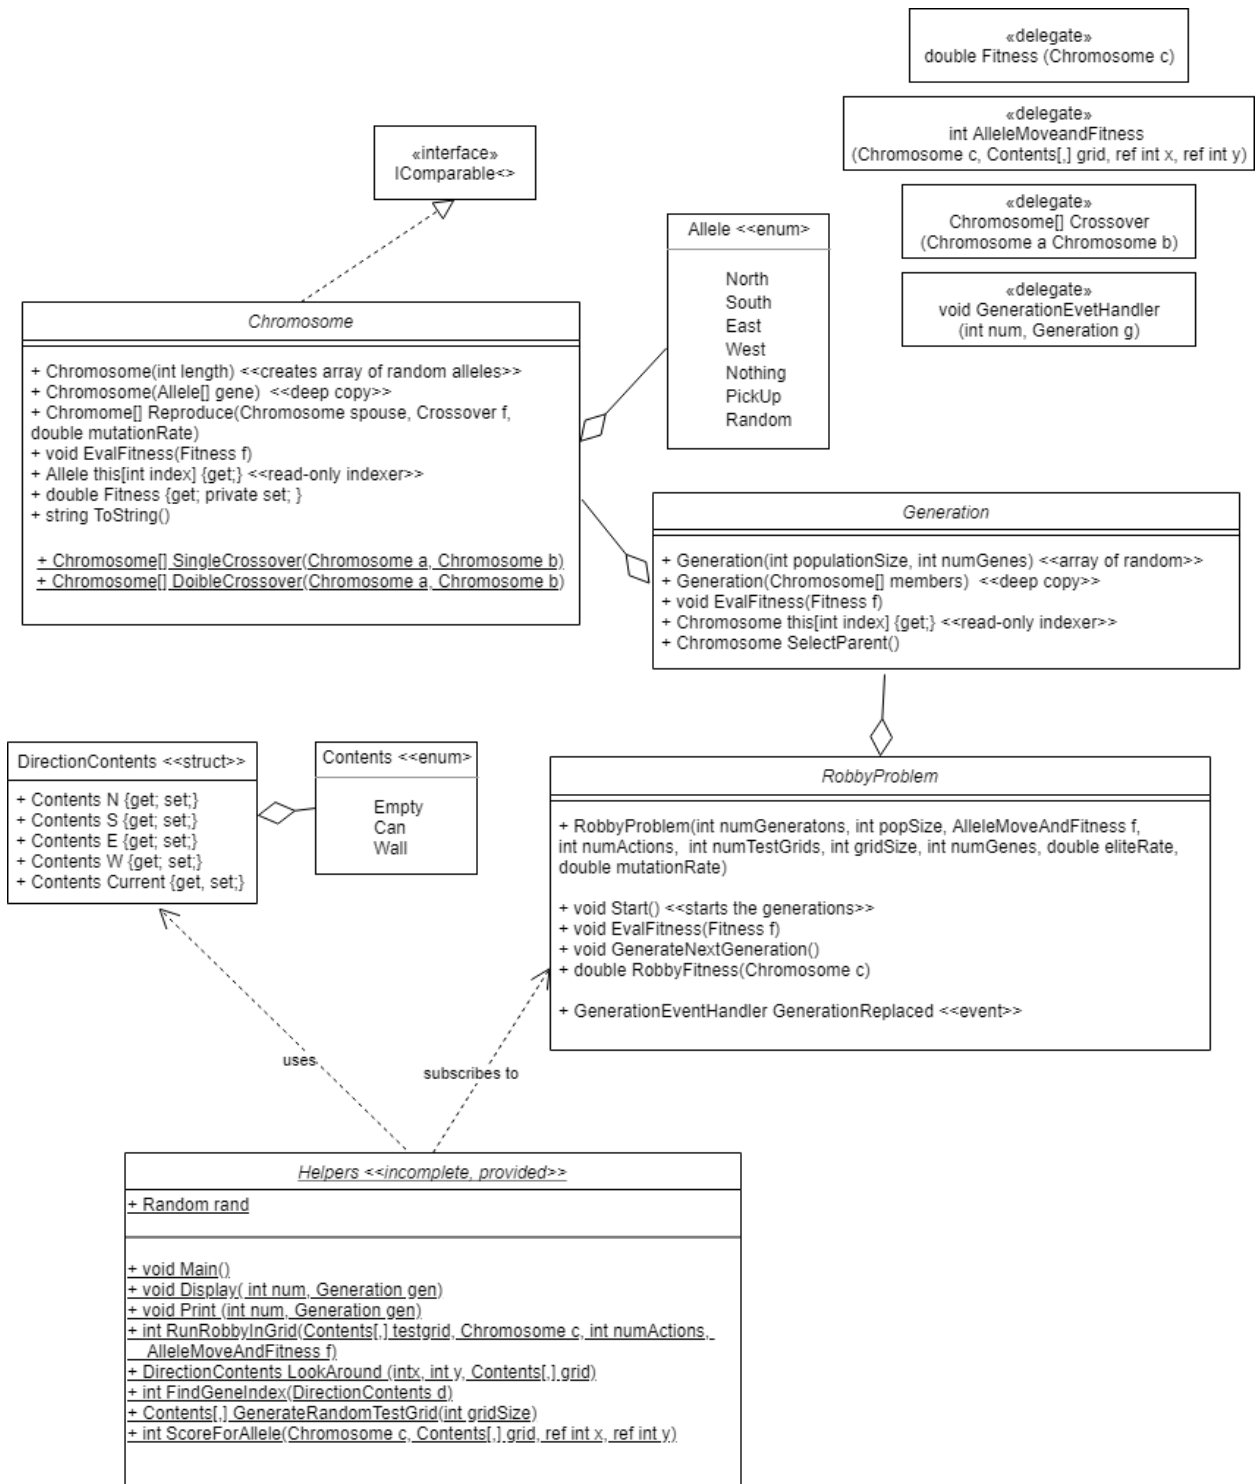 «delegate»
double Fitness (Chromosome c)
«delegate»
int AlleleMoveandFitness
(Chromosome c, Contents[,] grid, ref int x, ref int y)
«interface»
IComparable<>
«delegate»
Chromosome[] Crossover
(Chromosome a Chromosome b)
Allele <<enum>
North
South
East
West
Nothing
PickUp
Random
«delegate»
void GenerationEvetHandler
(int num, Generation g)
Chromosome
+ Chromosome(int length) <<creates array of random alleles>>
+ Chromosome(Allele[] gene)  <<deep copy>>
+ Chromome[] Reproduce(Chromosome spouse, Crossover f,
double mutationRate)
+ void EvalFitness(Fitness f)
+ Allele this[int index] {get;} <<read-only indexer>>
+ double Fitness {get; private set; }
+ string ToString()
+ Chromosome[] SingleCrossover(Chromosome a, Chromosome b)
+ Chromosome[] DoibleCrossover(Chromosome a, Chromosome b)
Generation
+ Generation(int populationSize, int numGenes) <<array of random>>
+ Generation(Chromosome[] members)  <<deep copy>>
+ void EvalFitness(Fitness f)
+ Chromosome this[int index] {get;} <<read-only indexer>>
+ Chromosome SelectParent()
DirectionContents <<struct>>
+ Contents N {get; set;}
+ Contents S {get; set;}
+ Contents E {get; set;}
+ Contents W {get; set;}
+ Contents Current {get, set;}
Contents <<enum>
Empty
Can
Wall
RobbyProblem
+ RobbyProblem(int numGeneratons, int popSize, AlleleMoveAndFitness f,
int numActions,  int numTestGrids, int gridSize, int numGenes, double eliteRate,
double mutationRate)
+ void Start() <<starts the generations>>
+ void EvalFitness(Fitness f)
+ void GenerateNextGeneration()
+ double RobbyFitness(Chromosome c)
+ GenerationEventHandler GenerationReplaced <<event>>
uses
subscribes to
Helpers <<incomplete, provided>>
+ Random rand
+ void Main()
+ void Display( int num, Generation gen)
+ void Print (int num, Generation gen)
+ int RunRobbyInGrid(Contents[,] testgrid, Chromosome c, int numActions,
AlleleMoveAndFitness f)
+ DirectionContents LookAround (intx, int y, Contents[,] grid)
+ int FindGeneIndex(DirectionContents d)
+ Contents[,] GenerateRandomTestGrid(int gridSize)
+ int ScoreForAllele(Chromosome c, Contents[,] grid, ref int x, ref int y)